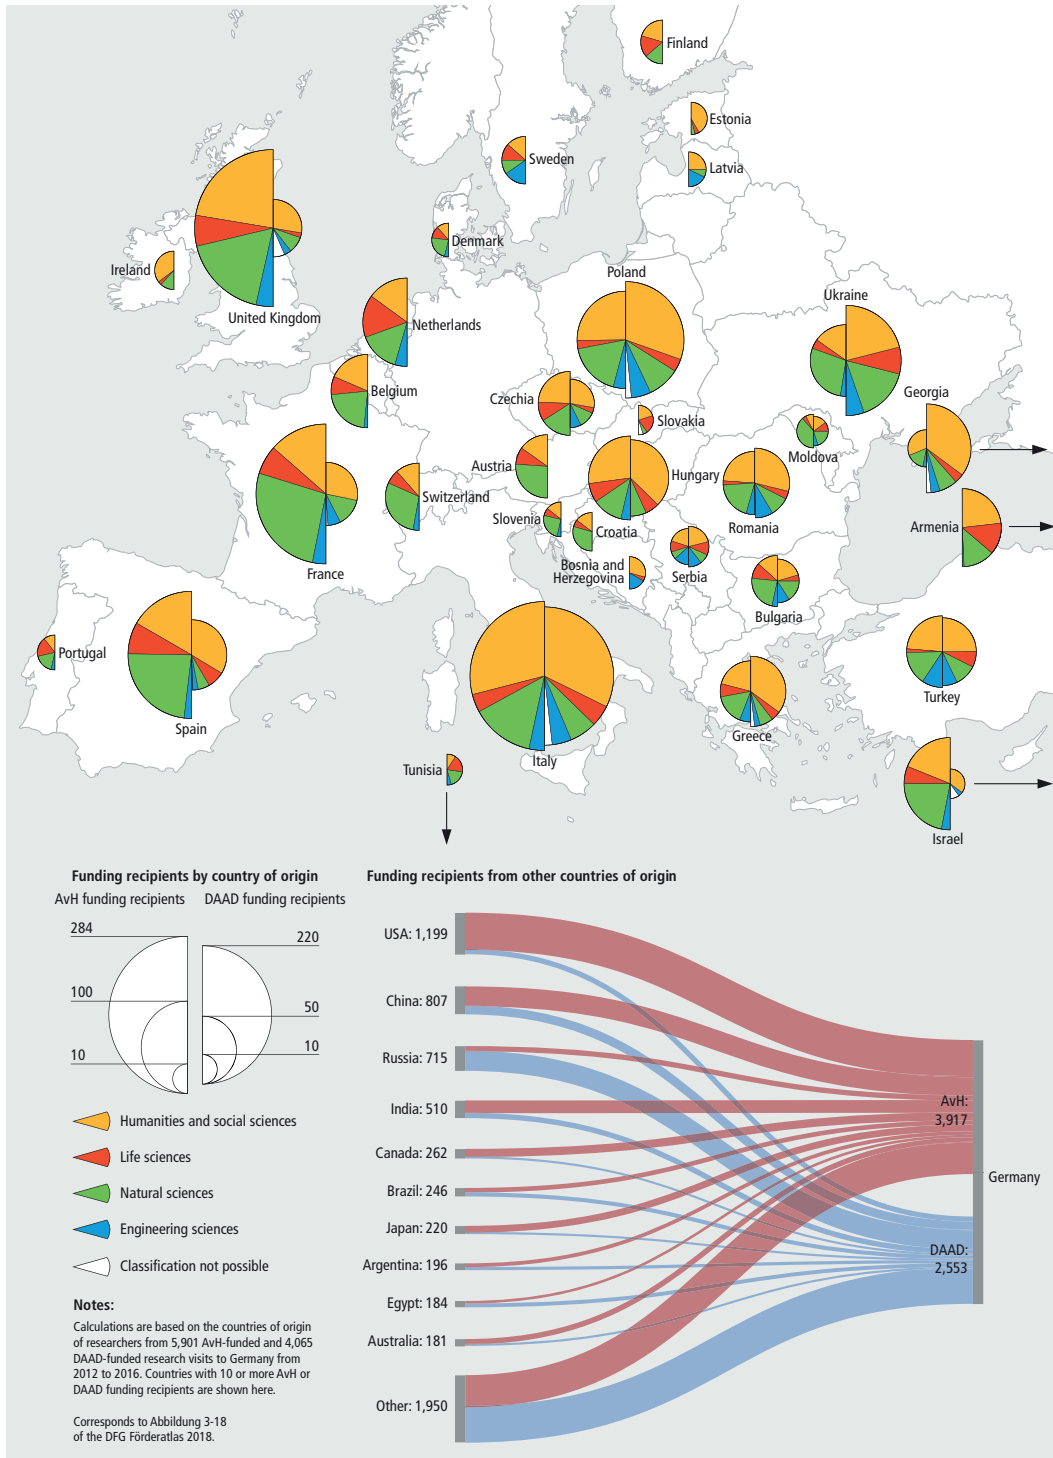 Finland
Estonia
Sweden
Latvia
Denmark
Ireland
Poland
Ukraine
United Kingdom
Netherlands
Belgium
Czechia
Georgia
Slovakia
Moldova
Austria
Hungary
Switzerland
Slovenia
Croatia
Romania
Armenia
France
Bosnia and
Herzegovina
Serbia
Bulgaria
Portugal
Spain
Turkey
Greece
Italy
Tunisia
Israel
Funding recipients by country of origin
AvH funding recipients
DAAD funding recipients
284
220
100
50
10
10
Humanities and social sciences
Life sciences
Natural sciences
Engineering sciences
Classification not possible
Notes:
Calculations are based on the countries of origin
of researchers from 5,901 AvH-funded and 4,065
DAAD-funded research visits to Germany from
2012 to 2016. Countries with 10 or more AvH or
DAAD funding recipients are shown here.
Corresponds to Abbildung 3-18
of the DFG Förderatlas 2018.
Funding recipients from other countries of origin
USA: 1,199
China: 807
Russia: 715
India: 510
Canada: 262
Brazil: 246
Japan: 220
Argentina: 196
Egypt: 184
Australia: 181
Other: 1,950
AvH:
3,917
Germany
DAAD:
2,553